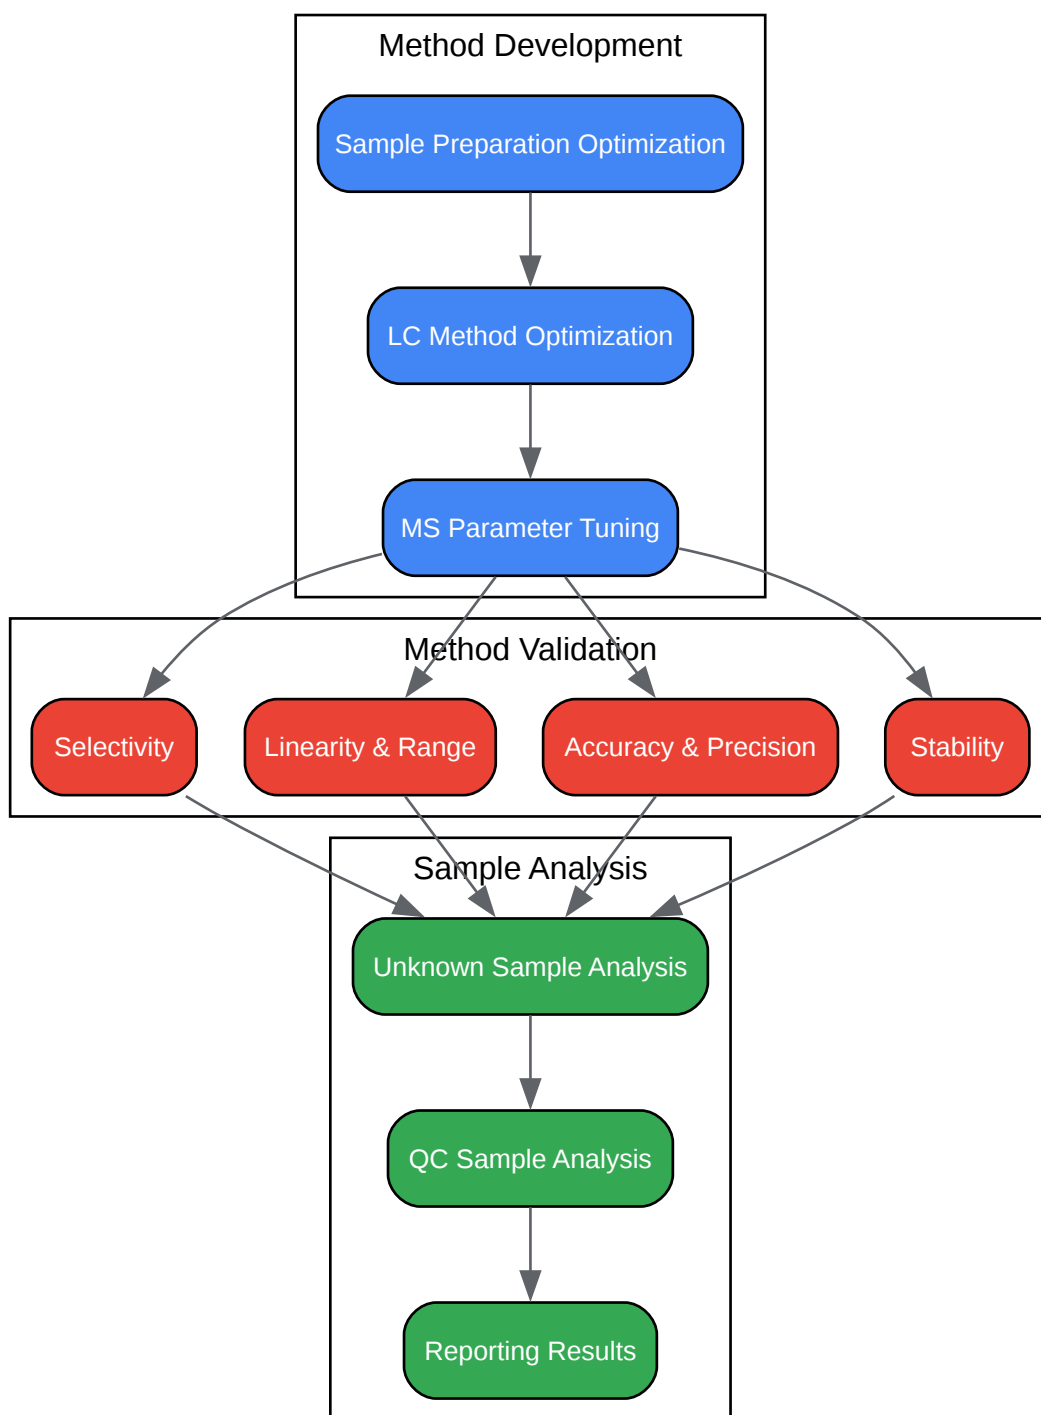 Method Development
Sample Preparation Optimization
LC Method Optimization
MS Parameter Tuning
Method Validation
Selectivity
Linearity & Range
Accuracy & Precision
Stability
Sample Analysis
Unknown Sample Analysis
QC Sample Analysis
Reporting Results